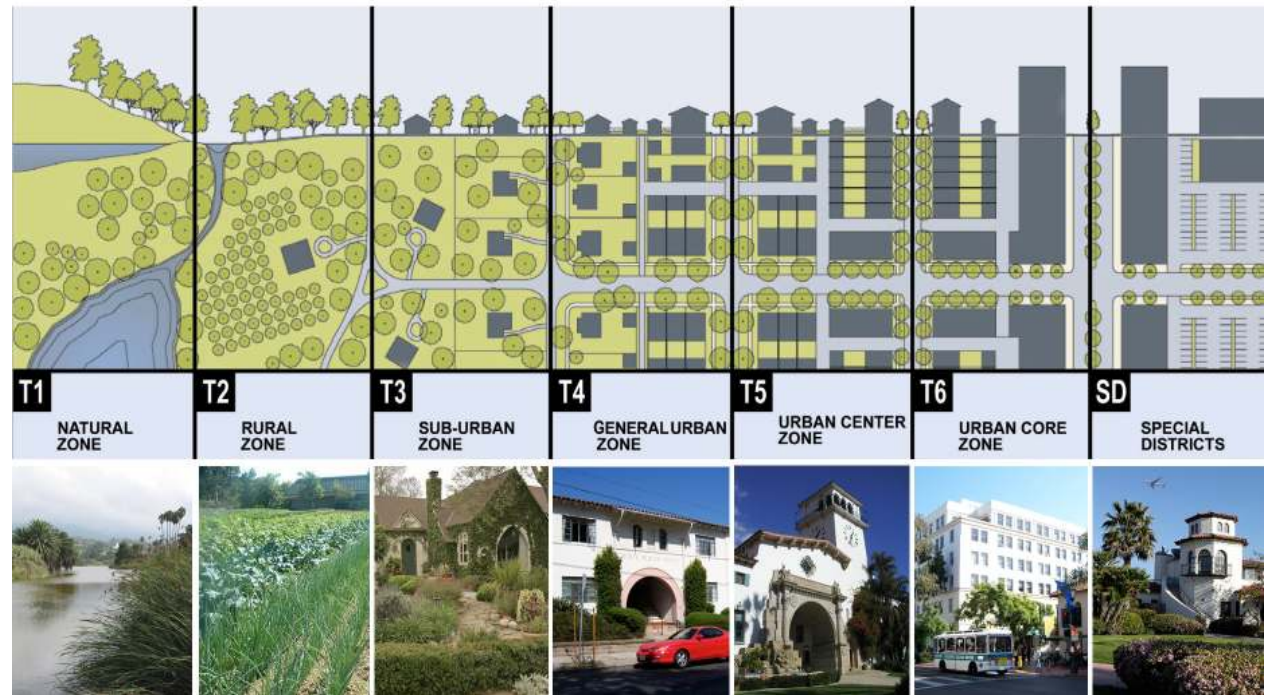 T1
NATURAL
ZONE
T2
RURAL
ZONE
T3
SUB-URBAN
ZONE
T4
GENERAL URBAN
ZONE
T5
URBAN CENTER
ZONE
T6
URBAN CORE
ZONE
SD
SPECIAL
DISTRICTS